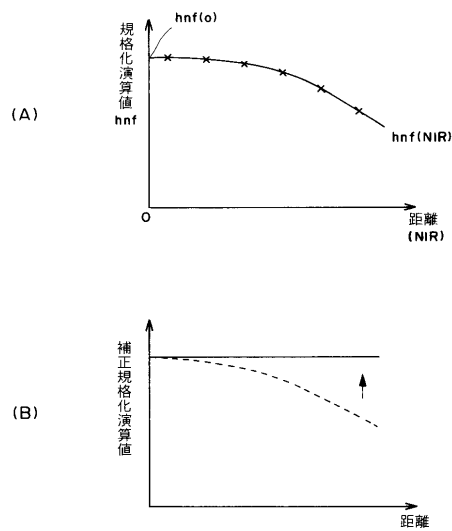 (A)
hnf(o)
規格化演算値
hnf
hnf(NIR)
O
距離
(NIR)
(B)
補正規格化演算値
距離